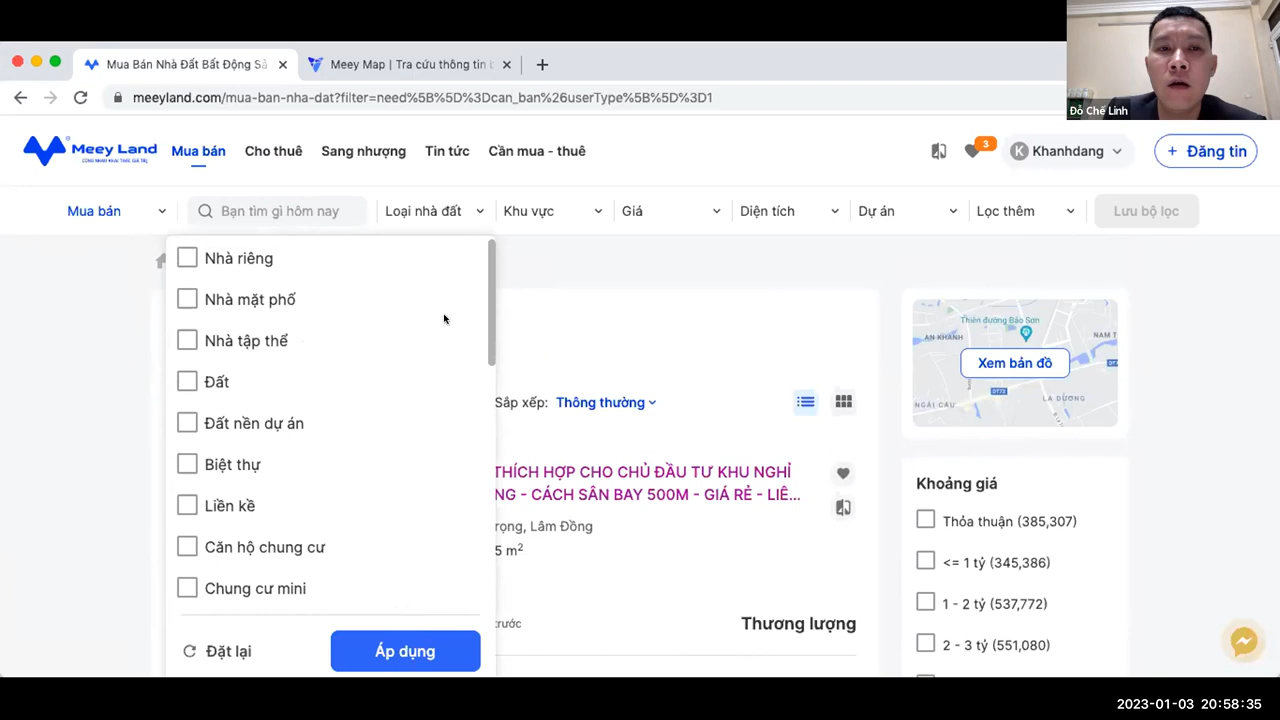 Mua Bán Nhà Đất Bất Động Sả
Meey Map | Tra cứu thông tin b
meeyland.com/mua-ban-nha-dat?filter=need%5B%5D%3Dcan_ban%26userType%5B%5D%3D1
Đỗ Chế Linh
Meey Land
Mua bán
Cho thuê
Sang nhượng
Tin tức
Cần mua - thuê
3
K Khanhdang
+ Đăng tin
Mua bán
Bạn tìm gì hôm nay
Loại nhà đất
Khu vực
Giá
Diện tích
Dự án
Lọc thêm
Lưu bộ lọc
Nhà riêng
Nhà mặt phố
Nhà tập thể
Đất
Đất nền dự án
Biệt thự
Liền kề
Căn hộ chung cư
Chung cư mini
Đặt lại
Áp dụng
Sắp xếp: Thông thường
THÍCH HỢP CHO CHỦ ĐẦU TƯ KHU NGHỈ
NG - CÁCH SÂN BAY 500M - GIÁ RẺ - LIÊ...
rọng, Lâm Đồng
5 m²
trước
Thương lượng
Thiên đường Bảo Sơn
AN KHÁNH
NAM T
Xem bản đồ
NGÃI CẦU
LA DƯƠNG
Khoảng giá
Thỏa thuận (385,307)
<= 1 tỷ (345,386)
1 - 2 tỷ (537,772)
2 - 3 tỷ (551,080)
2023-01-03 20:58:35